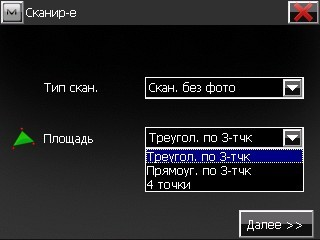 M Сканир-е
Тип скан. Скан. без фото
Площадь Треугол. по 3-тчк
Треугол. по 3-тчк
Прямоуг. по 3-тчк
4 точки
Далее >>